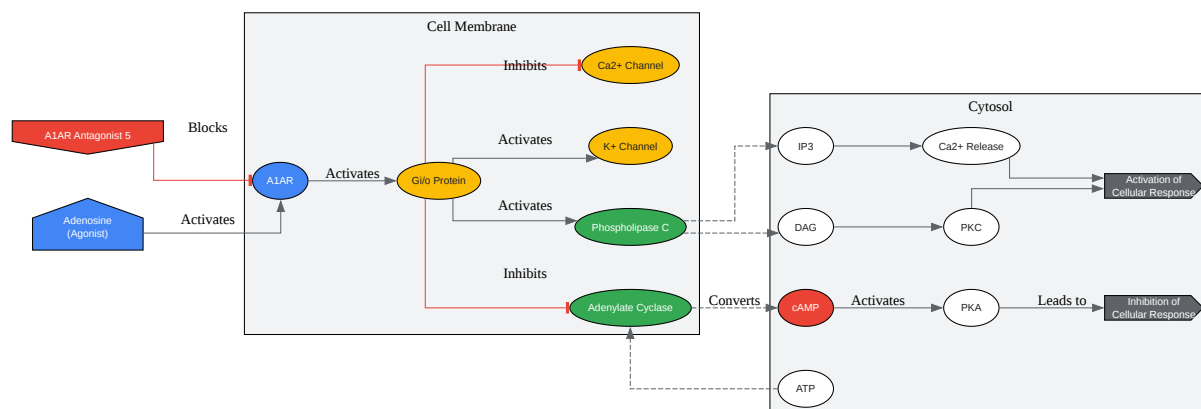 Cell Membrane
Inhibits
Ca2+ Channel
Cytosol
A1AR Antagonist 5
Blocks
Activates
K+ Channel
IP3
Ca2+ Release
A1AR
Activates
Gi/o Protein
Activation of
Cellular Response
Adenosine
(Agonist)
Activates
Activates
Phospholipase C
DAG
PKC
Inhibits
Adenylate Cyclase
Converts
cAMP
Activates
PKA
Leads to
Inhibition of
Cellular Response
ATP